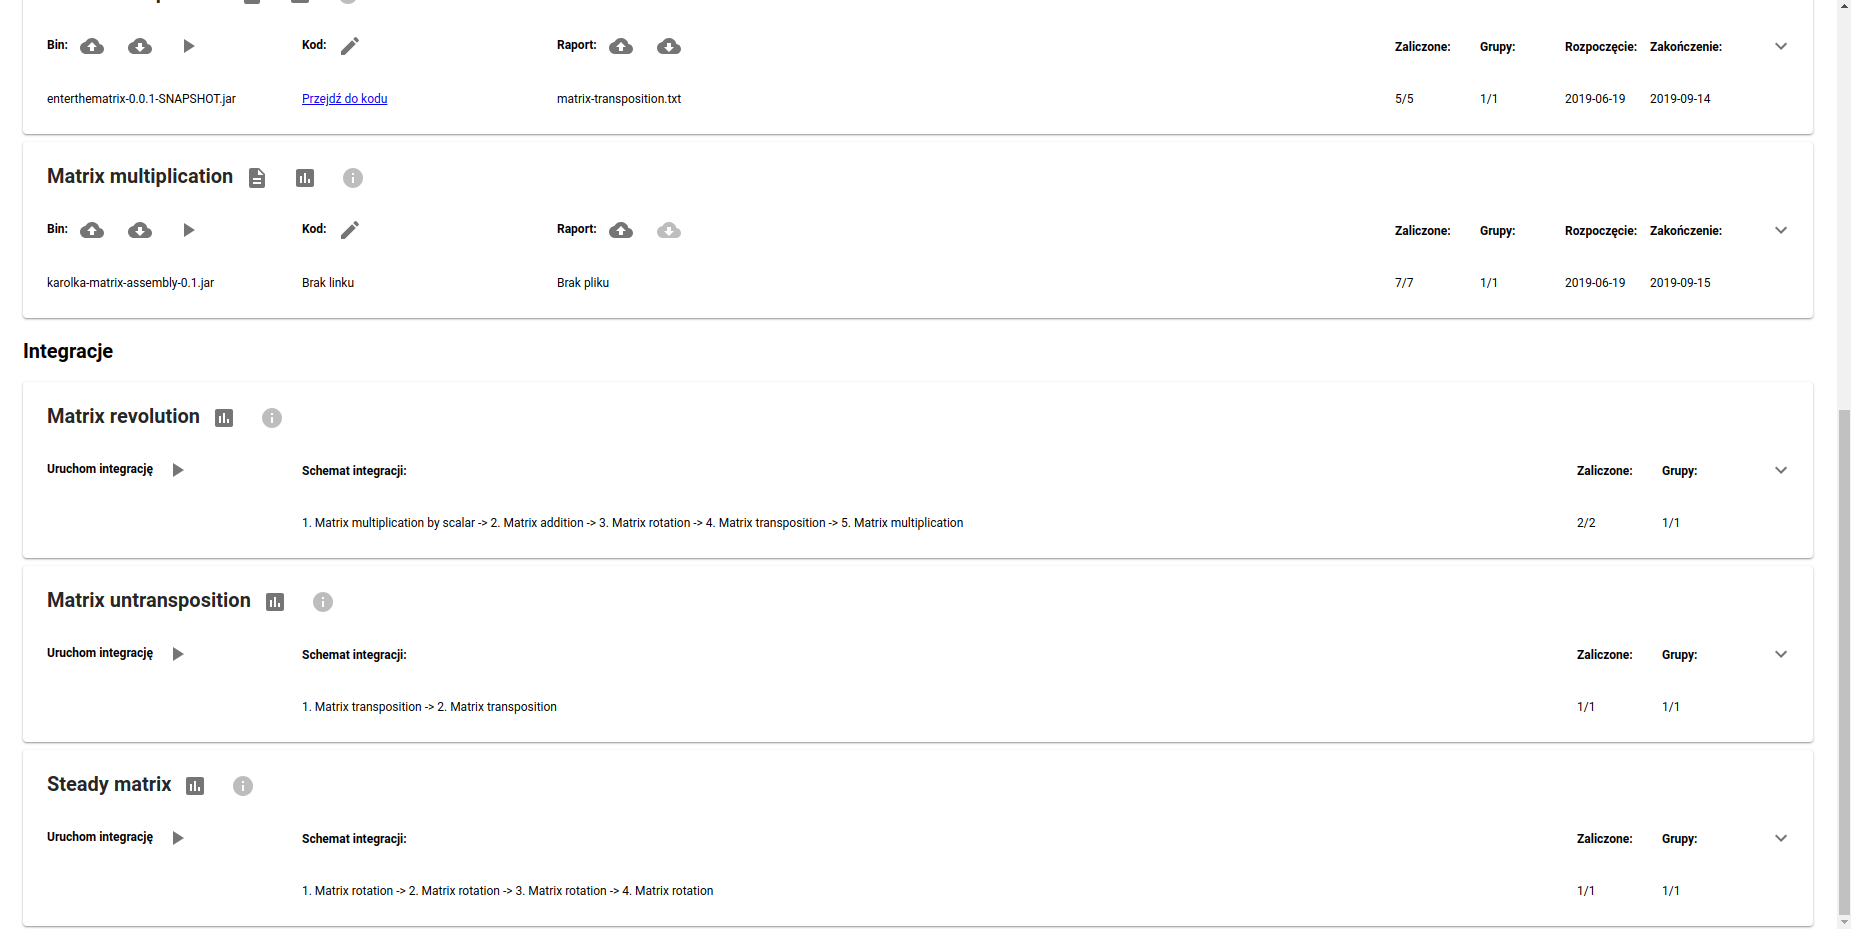 Bin: Kod: Raport: Zaliczone: Grupy: Rozpoczęcie: Zakończenie:
enterthematrix-0.0.1-SNAPSHOT.jar Przejdź do kodu matrix-transposition.txt 5/5 1/1 2019-06-19 2019-09-14
Matrix multiplication
Bin: Kod: Raport: Zaliczone: Grupy: Rozpoczęcie: Zakończenie:
karolka-matrix-assembly-0.1.jar Brak linku Brak pliku 7/7 1/1 2019-06-19 2019-09-15
Integracje
Matrix revolution
Uruchom integrację Schemat integracji: Zaliczone: Grupy:
1. Matrix multiplication by scalar -> 2. Matrix addition -> 3. Matrix rotation -> 4. Matrix transposition -> 5. Matrix multiplication 2/2 1/1
Matrix untransposition
Uruchom integrację Schemat integracji: Zaliczone: Grupy:
1. Matrix transposition -> 2. Matrix transposition 1/1 1/1
Steady matrix
Uruchom integrację Schemat integracji: Zaliczone: Grupy:
1. Matrix rotation -> 2. Matrix rotation -> 3. Matrix rotation -> 4. Matrix rotation 1/1 1/1